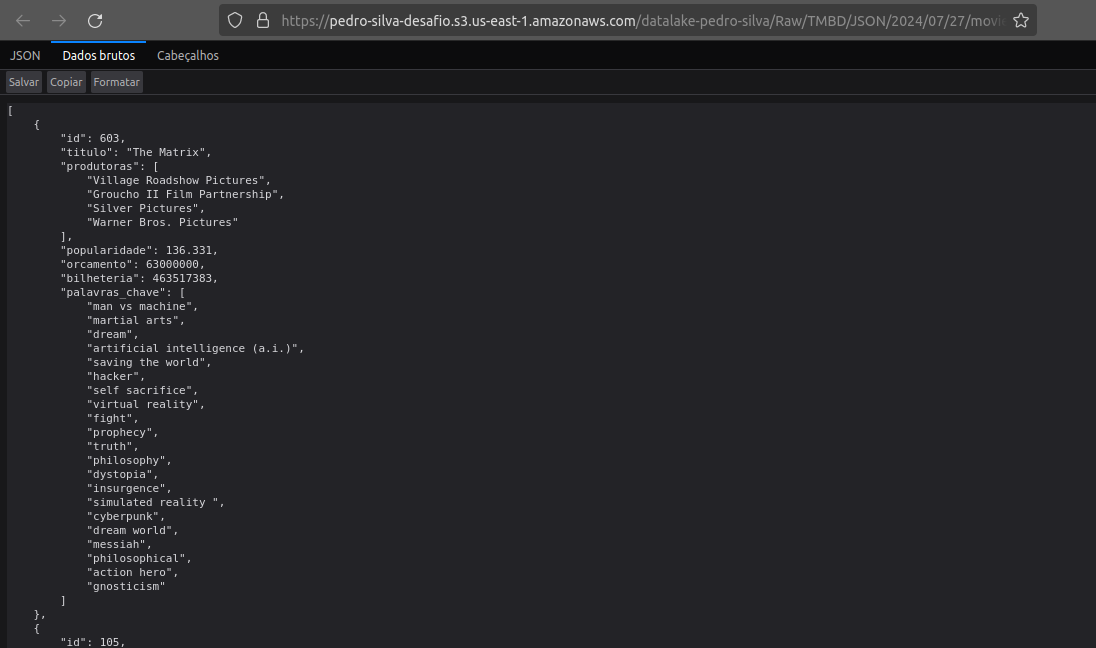 https://pedro-silva-desafio.s3.us-east-1.amazonaws.com/datalake-pedro-silva/Raw/TMBD/JSON/2024/07/27/movi
JSON Dados brutos Cabeçalhos
Salvar Copiar Formatar
[
    {
        "id": 603,
        "titulo": "The Matrix",
        "produtoras": [
            "Village Roadshow Pictures",
            "Groucho II Film Partnership",
            "Silver Pictures",
            "Warner Bros. Pictures"
        ],
        "popularidade": 136.331,
        "orcamento": 63000000,
        "bilheteria": 463517383,
        "palavras_chave": [
            "man vs machine",
            "martial arts",
            "dream",
            "artificial intelligence (a.i.)",
            "saving the world",
            "hacker",
            "self sacrifice",
            "virtual reality",
            "fight",
            "prophecy",
            "truth",
            "philosophy",
            "dystopia",
            "insurgence",
            "simulated reality ",
            "cyberpunk",
            "dream world",
            "messiah",
            "philosophical",
            "action hero",
            "gnosticism"
        ]
    },
    {
        "id": 105,